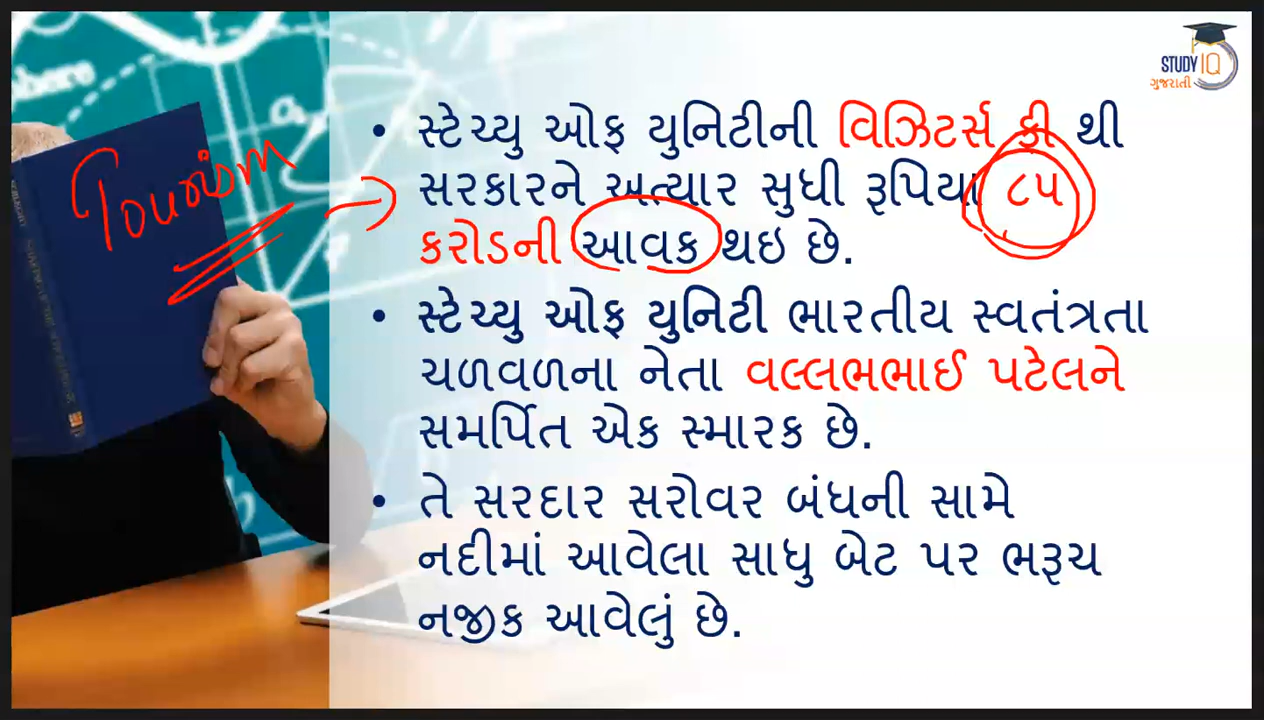 STUDY IQ
ગુજરાતી
Tourism
• સ્ટેચ્યુ ઓફ યુનિટીની વિઝિટર્સ ફ્રી થી
સરકારને અત્યાર સુધી રૂપિયા ૮૫
કરોડની આવક થઇ છે.
• સ્ટેચ્યુ ઓફ યુનિટી ભારતીય સ્વતંત્રતા
ચળવળના નેતા વલ્લભભાઈ પટેલને
સમર્પિત એક સ્મારક છે.
• તે સરદાર સરોવર બંધની સામે
નદીમાં આવેલા સાધુ બેટ પર ભરૂચ
નજીક આવેલું છે.